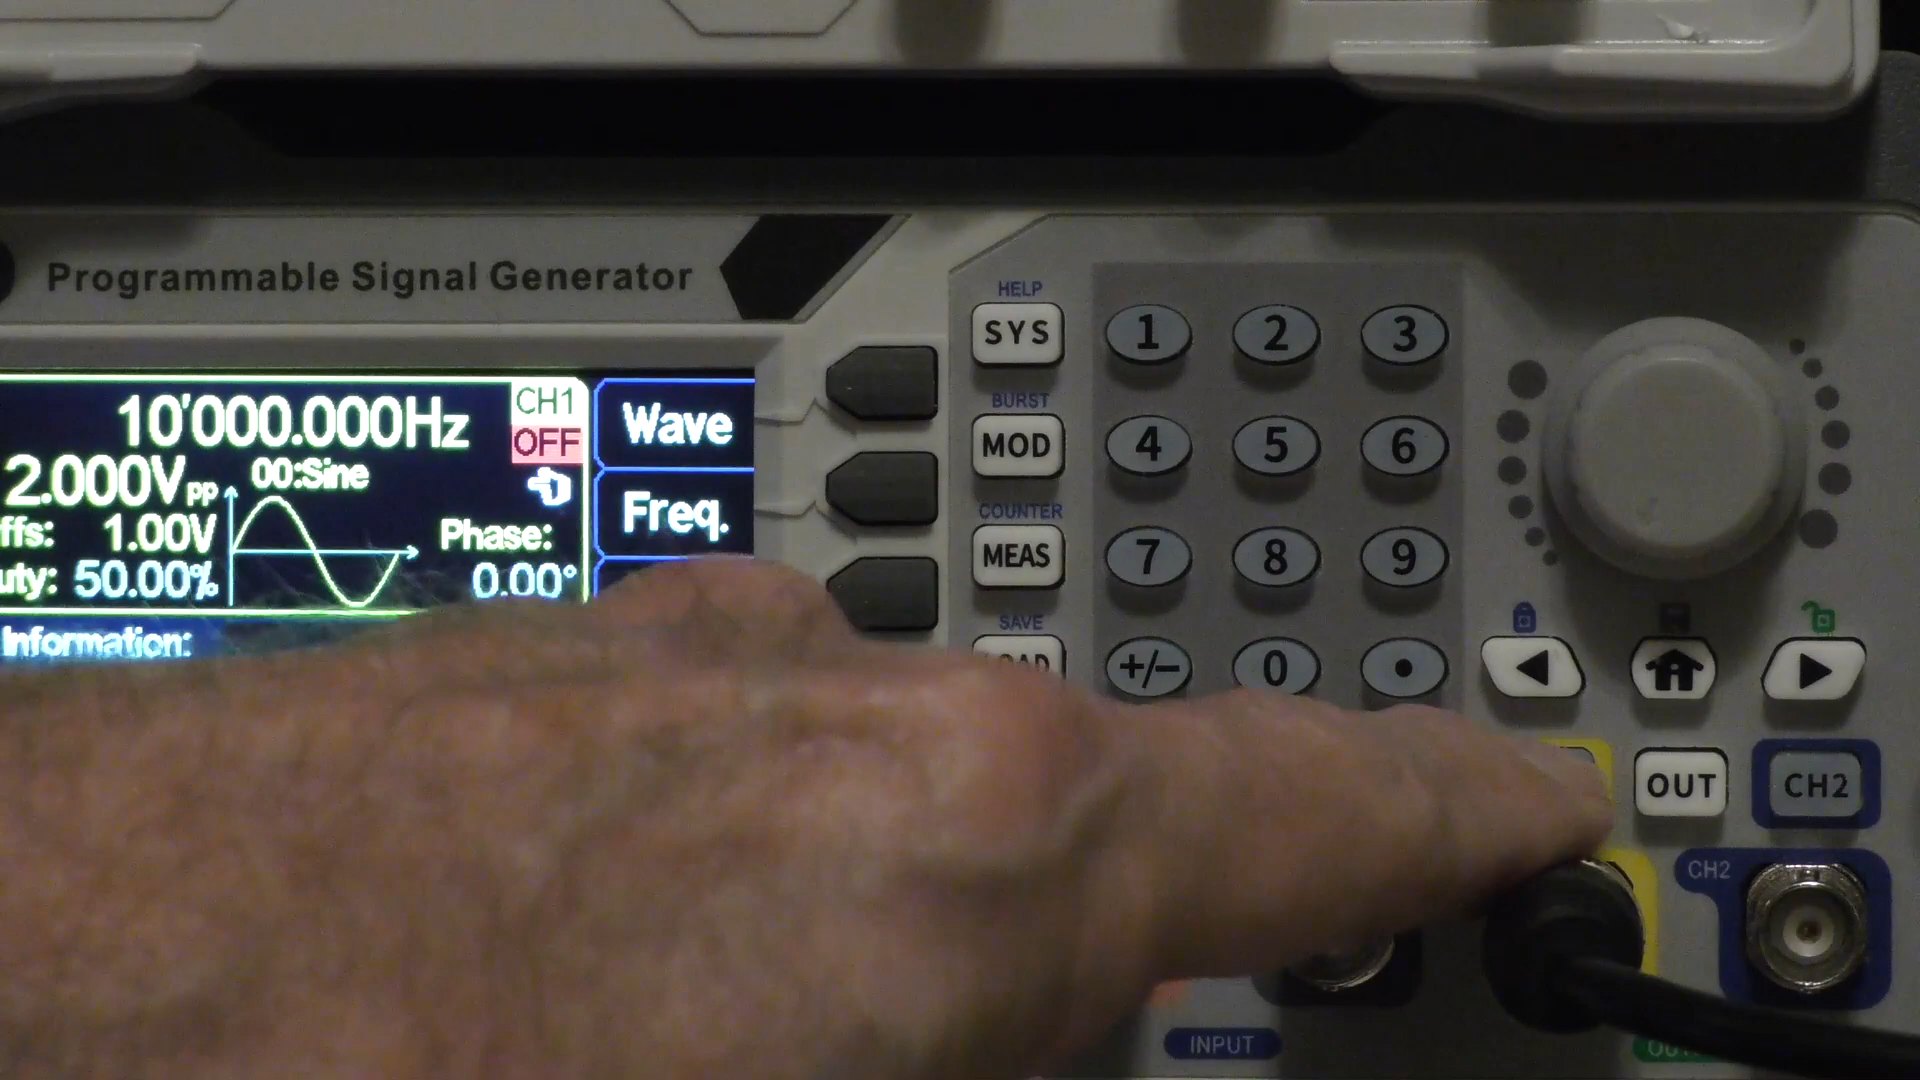 Programmable Signal Generator
10'000.000Hz
CH1
OFF
2.000Vpp
00:Sine
ffs: 1.00V
Phase:
uty: 50.00%
0.00°
Information:
Wave
Freq.
HELP
SYS
BURST
MOD
COUNTER
MEAS
SAVE
LOAD
1 2 3
4 5 6
7 8 9
+/- 0 •
OUT
CH2
CH2
INPUT
OUT